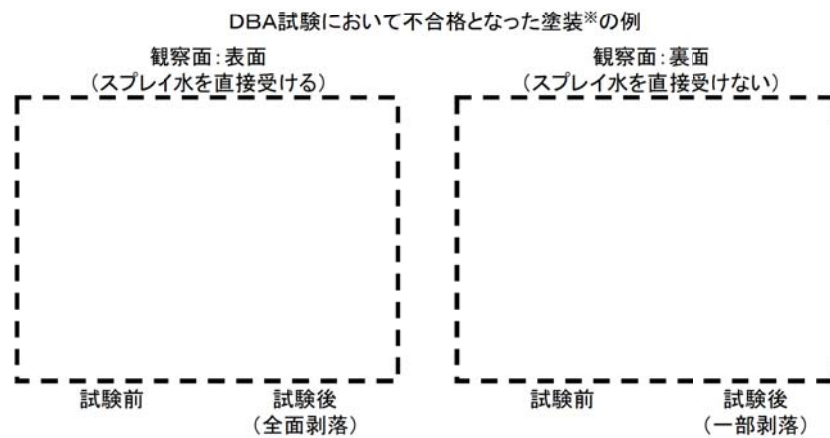 DBA試験において不合格となった塗装※の例
観察面:表面
(スプレイ水を直接受ける)
観察面:裏面
(スプレイ水を直接受けない)
試験前
試験後
(全面剥落)
試験前
試験後
(一部剥落)